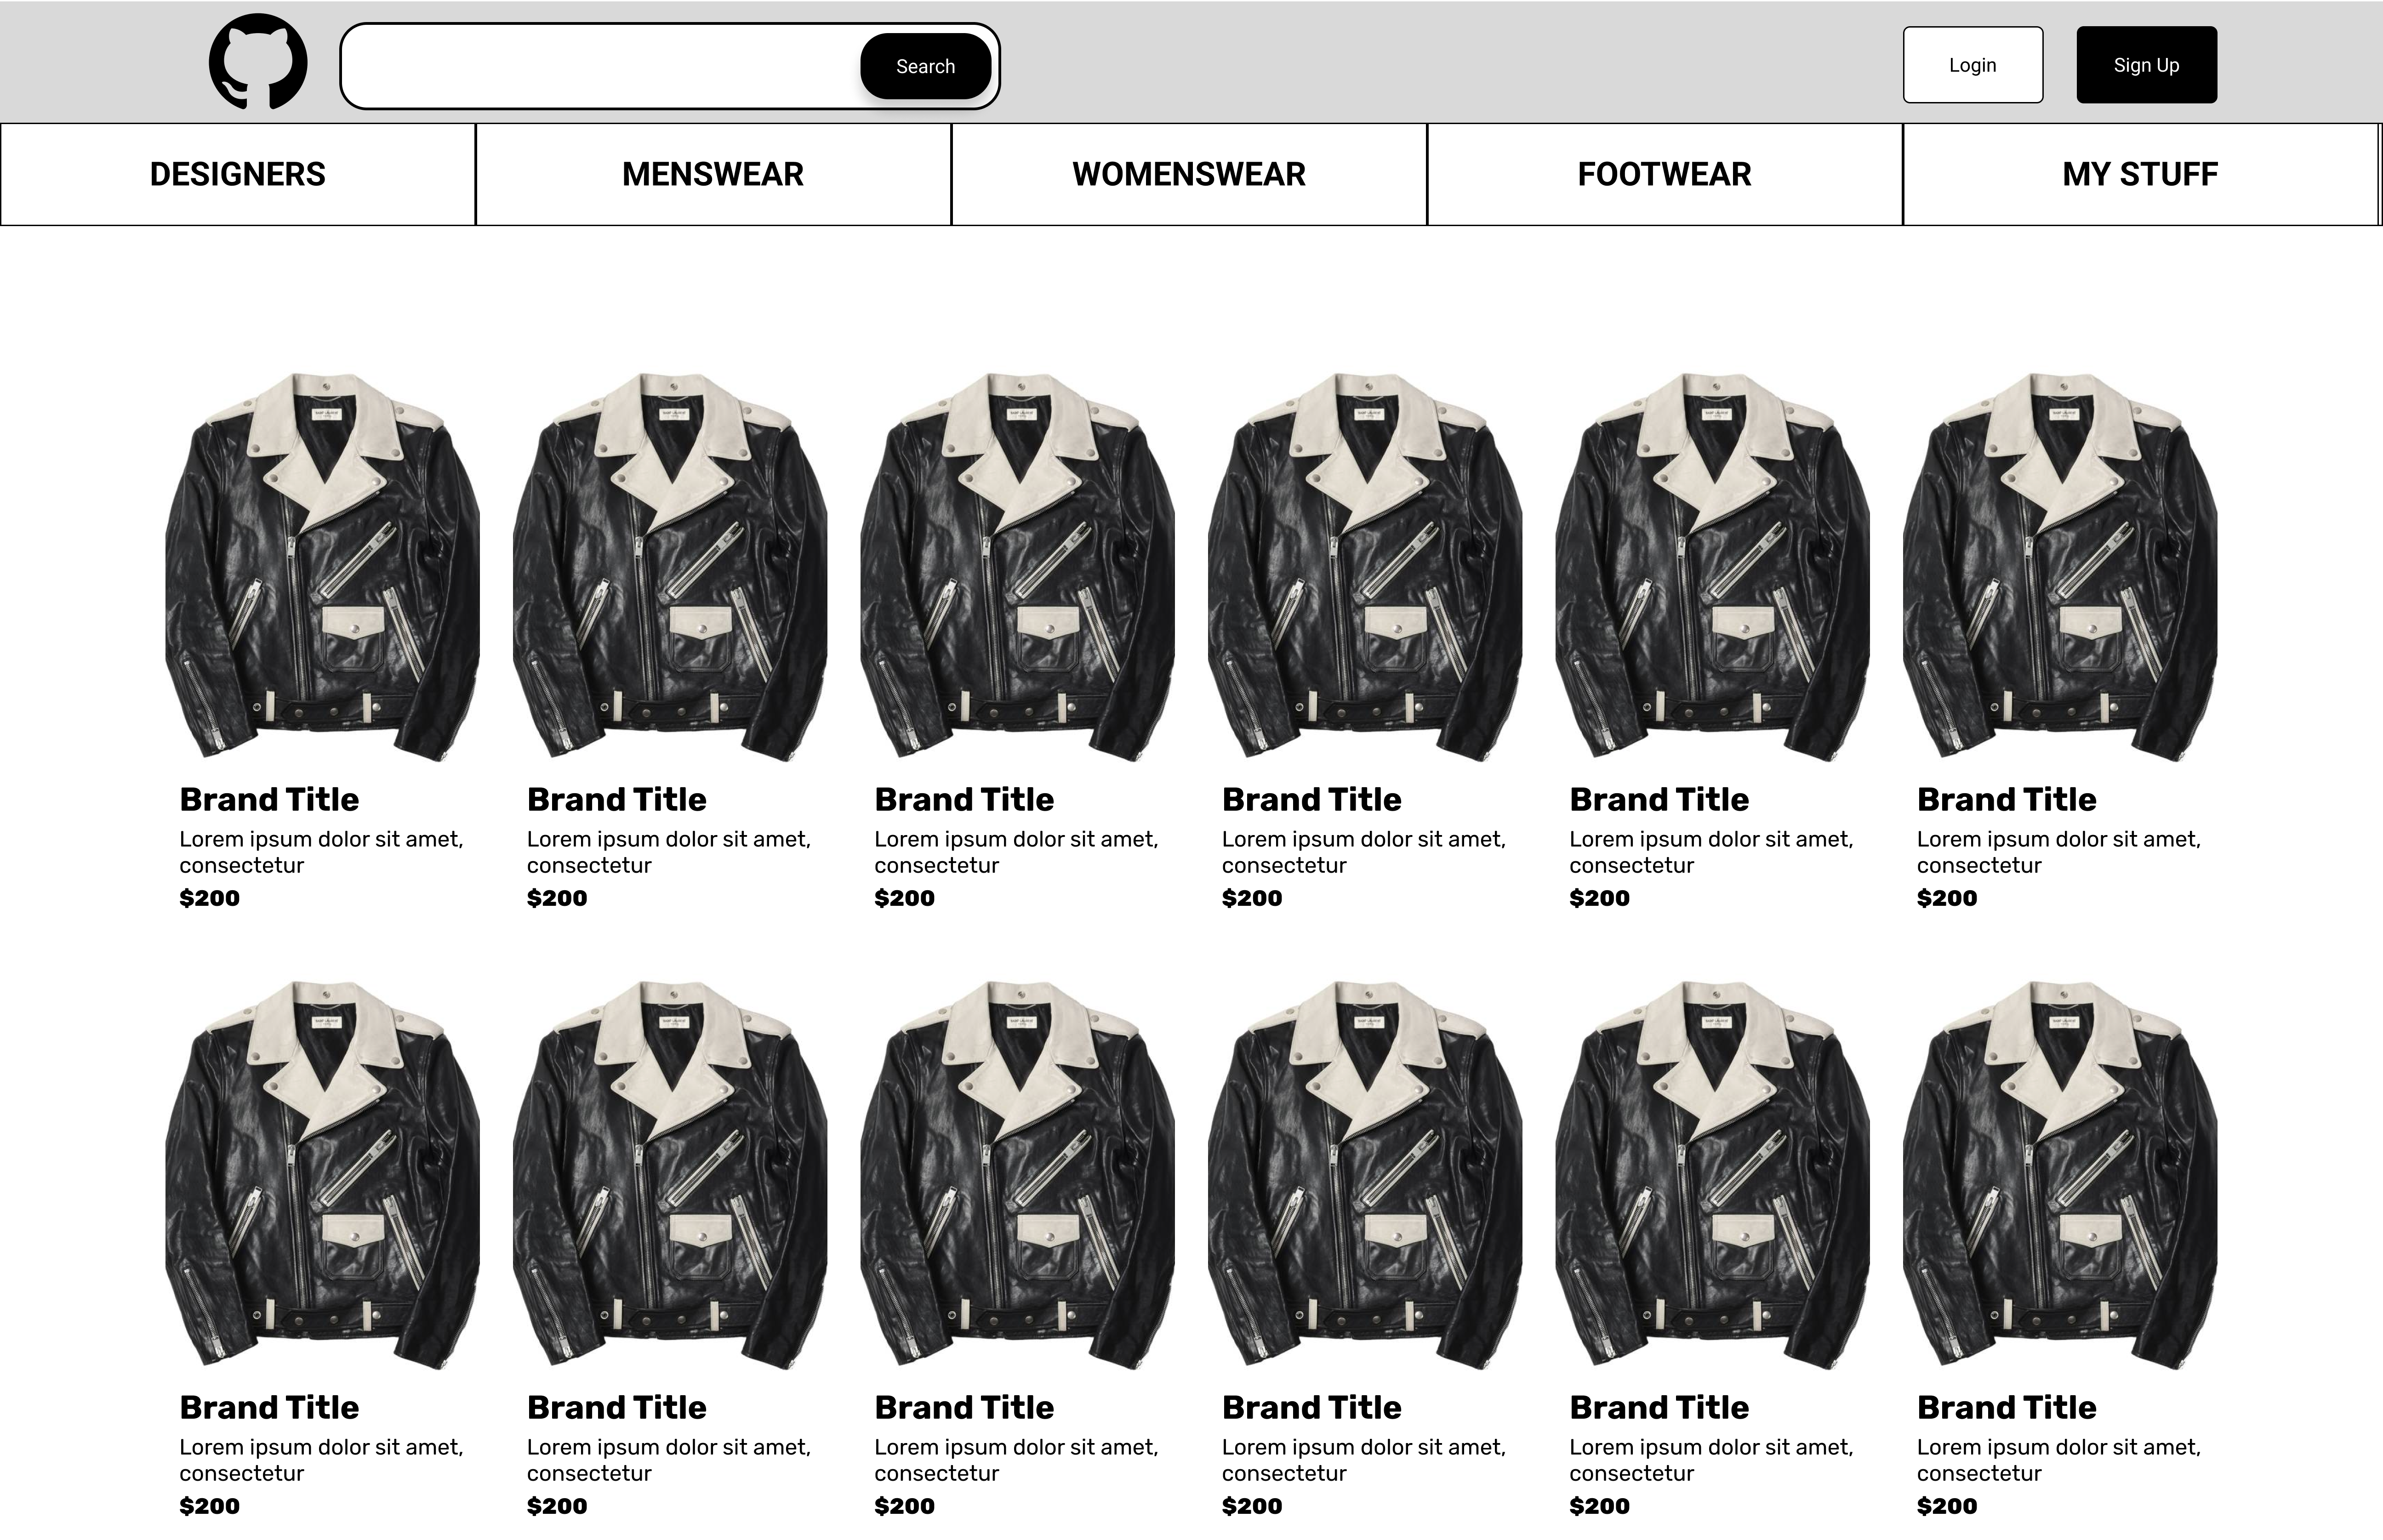 Search
Login
Sign Up
DESIGNERS
MENSWEAR
WOMENSWEAR
FOOTWEAR
MY STUFF
Brand Title
Lorem ipsum dolor sit amet,
consectetur
$200
Brand Title
Lorem ipsum dolor sit amet,
consectetur
$200
Brand Title
Lorem ipsum dolor sit amet,
consectetur
$200
Brand Title
Lorem ipsum dolor sit amet,
consectetur
$200
Brand Title
Lorem ipsum dolor sit amet,
consectetur
$200
Brand Title
Lorem ipsum dolor sit amet,
consectetur
$200
Brand Title
Lorem ipsum dolor sit amet,
consectetur
$200
Brand Title
Lorem ipsum dolor sit amet,
consectetur
$200
Brand Title
Lorem ipsum dolor sit amet,
consectetur
$200
Brand Title
Lorem ipsum dolor sit amet,
consectetur
$200
Brand Title
Lorem ipsum dolor sit amet,
consectetur
$200
Brand Title
Lorem ipsum dolor sit amet,
consectetur
$200